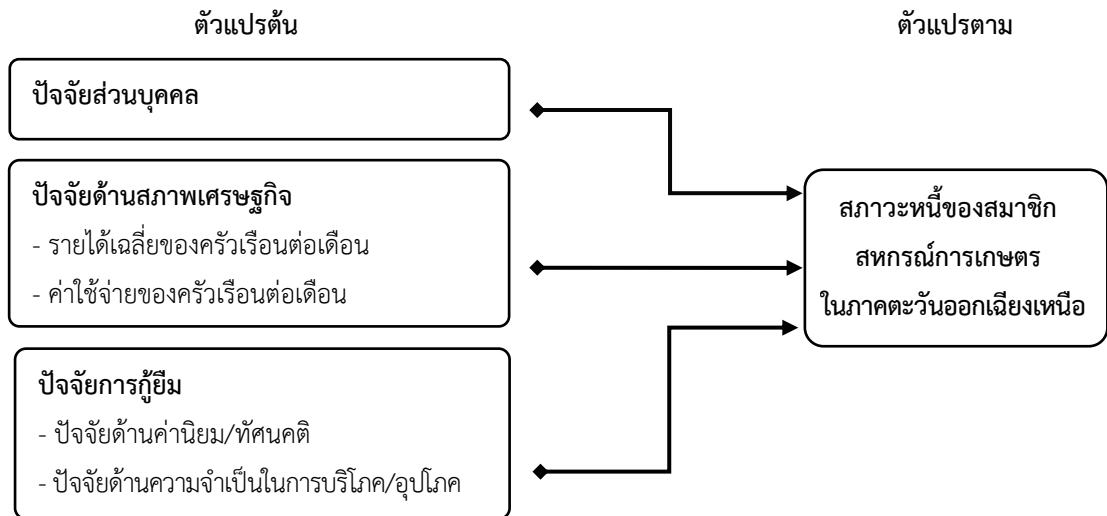 ตัวแปรต้น
ตัวแปรตาม
ปัจจัยส่วนบุคคล
ปัจจัยด้านสภาพเศรษฐกิจ
- รายได้เฉลี่ยของครัวเรือนต่อเดือน
- ค่าใช้จ่ายของครัวเรือนต่อเดือน
ปัจจัยการกู้ยืม
- ปัจจัยด้านค่านิยม/ทัศนคติ
- ปัจจัยด้านความจำเป็นในการบริโภค/อุปโภค
สภาวะหนี้ของสมาชิก
สหกรณ์การเกษตร
ในภาคตะวันออกเฉียงเหนือ